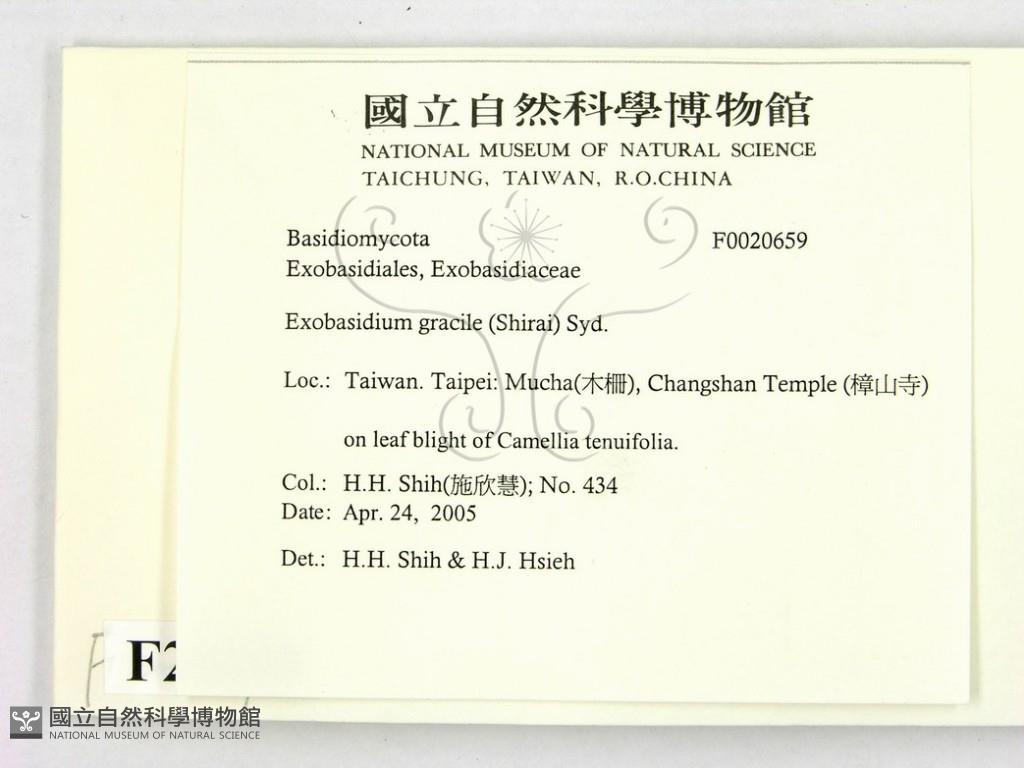 國立自然科學博物館
NATIONAL MUSEUM OF NATURAL SCIENCE
TAICHUNG, TAIWAN, R.O.CHINA
Basidiomycota F0020659
Exobasidiales, Exobasidiaceae
Exobasidium gracile (Shirai) Syd.
Loc.: Taiwan. Taipei: Mucha(木柵), Changshan Temple (樟山寺)
on leaf blight of Camellia tenuifolia.
Col.: H.H. Shih(施欣慧); No. 434
Date: Apr. 24, 2005
Det.: H.H. Shih & H.J. Hsieh
F2
國立自然科學博物館
NATIONAL MUSEUM OF NATURAL SCIENCE